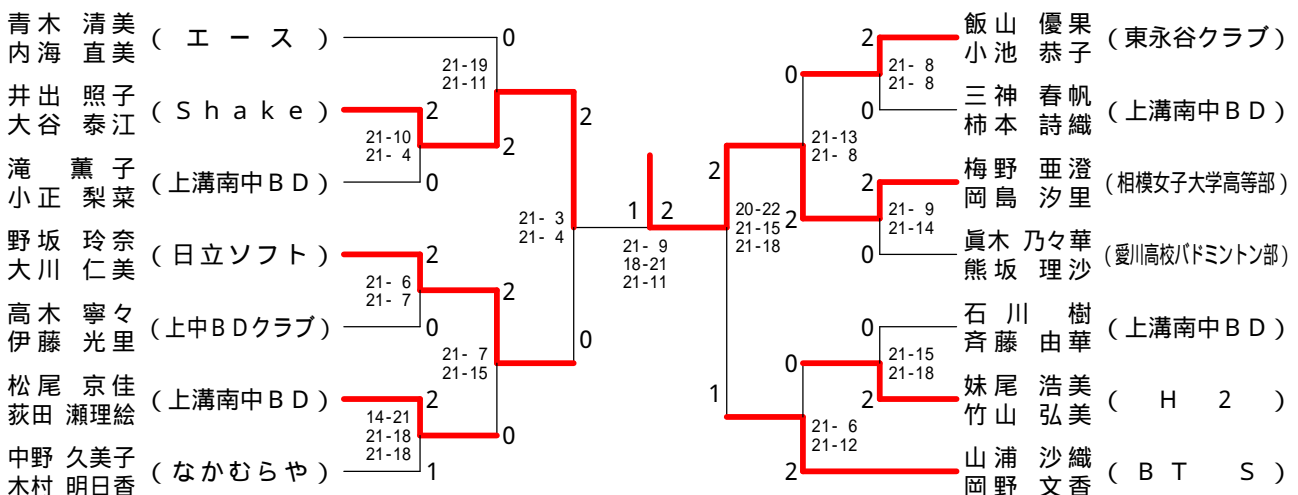 青木 清美
内海 直美
(エース)
0
21-19
21-11
井出 照子
大谷 泰江
(Shake)
2
21-10
21- 4
2
2
滝 薫子
小正 梨菜
(上溝南中BD)
0
21- 3
21- 4
野坂 玲奈
大川 仁美
(日立ソフト)
2
21- 6
21- 7
2
高木 寧々
伊藤 光里
(上中BDクラブ)
0
0
21- 7
21-15
松尾 京佳
荻田 瀬理絵
(上溝南中BD)
2
14-21
21-18
21-18
0
中野 久美子
木村 明日香
(なかむらや)
1
1 2
21- 9
18-21
21-11
飯山 優果
小池 恭子
(東永谷クラブ)
2
0
21- 8
21- 8
三神 春帆
柿本 詩織
(上溝南中BD)
0
21-13
21- 8
2
梅野 亜澄
岡島 汐里
(相模女子大学高等部)
2
20-22
21-15
21-18
2
21- 9
21-14
眞木 乃々華
熊坂 理沙
(愛川高校バドミントン部)
0
石川 樹
斉藤 由華
(上溝南中BD)
0
0
21-15
21-18
妹尾 浩美
竹山 弘美
(H2)
2
1
21- 6
21-12
山浦 沙織
岡野 文香
(BTS)
2